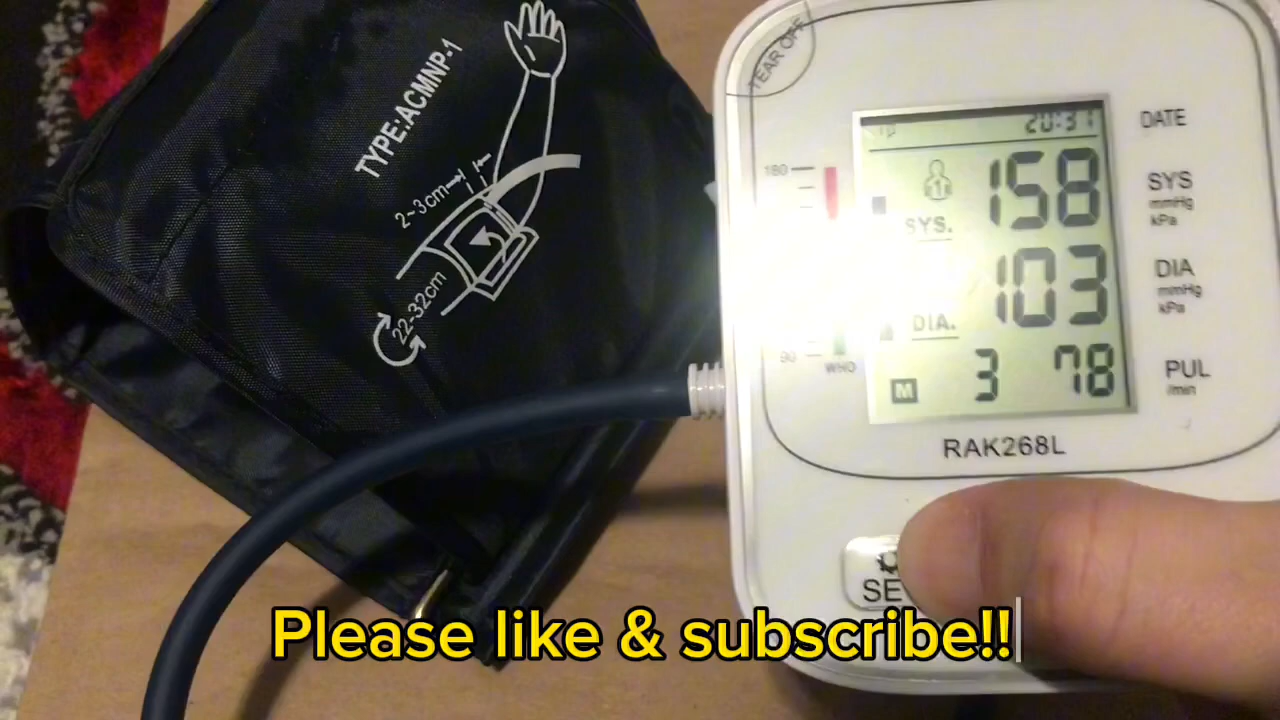 TYPE:ACMNP-1
2~3cm
22-32cm
TEAR OFF
20:31
DATE
180
1
158
SYS.
SYS
mmHg
kPa
103
DIA.
DIA
mmHg
kPa
90
WHO
M 3 78
PUL
/min
RAK268L
SE
Please like & subscribe!!